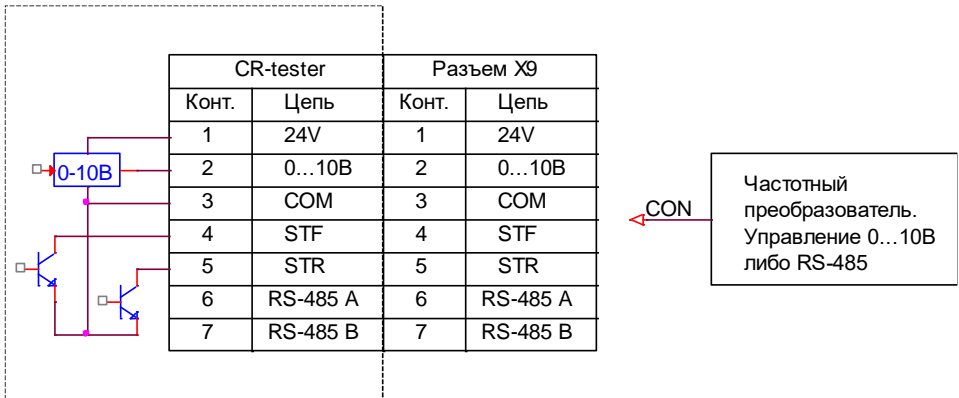 CR-tester Разъем X9
Конт. Цепь Конт. Цепь
1 24V 1 24V
0-10В 2 0...10В 2 0...10В
3 COM 3 COM
4 STF 4 STF
5 STR 5 STR
6 RS-485 A 6 RS-485 A
7 RS-485 B 7 RS-485 B
CON
Частотный
преобразователь.
Управление 0...10В
либо RS-485